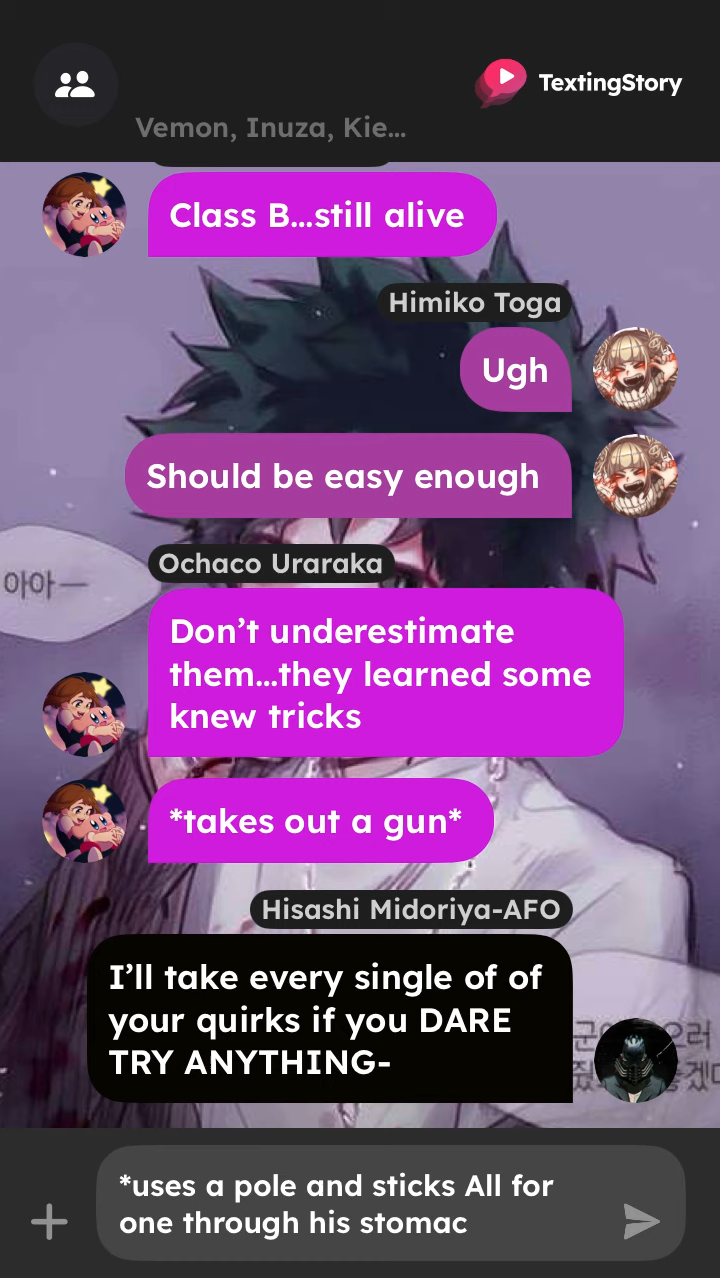 TextingStory
Vemon, Inuza, Kie...
Class B...still alive
Himiko Toga
Ugh
Should be easy enough
아아—
Ochaco Uraraka
Don’t underestimate
them...they learned some
knew tricks
*takes out a gun*
Hisashi Midoriya-AFO
I’ll take every single of of
your quirks if you DARE
TRY ANYTHING-
*uses a pole and sticks All for
one through his stomac